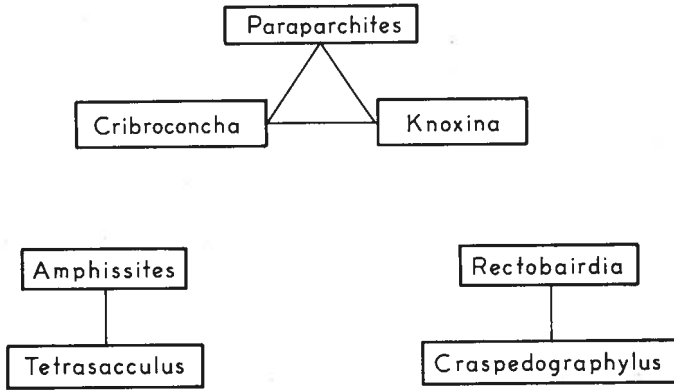 Paraparchites
Cribroconcha
Knoxina
Amphissites
Rectobairdia
Tetrasacculus
Craspedographylus